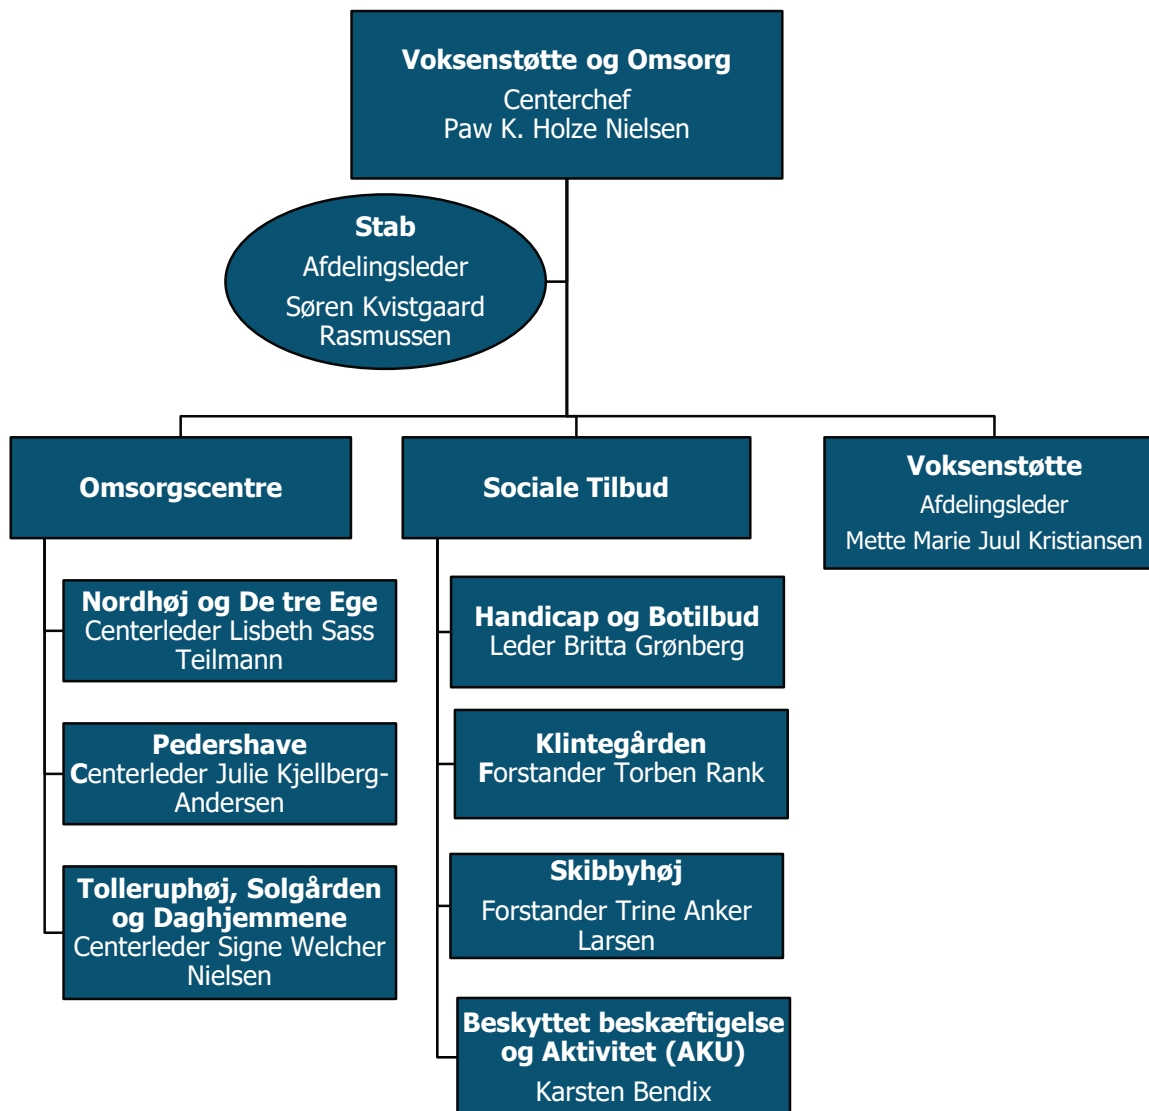 Voksenstøtte og Omsorg
Centerchef
Paw K. Holze Nielsen
Stab
Afdelingsleder
Søren Kvistgaard
Rasmussen
Omsorgscentre
Nordhøj og De tre Ege
Centerleder Lisbeth Sass
Teilmann
Pedershave
Centerleder Julie Kjellberg-
Andersen
Tolleruphøj, Solgården
og Daghjemmene
Centerleder Signe Welcher
Nielsen
Sociale Tilbud
Handicap og Botilbud
Leder Britta Grønberg
Klintegården
Forstander Torben Rank
Skibbyhøj
Forstander Trine Anker
Larsen
Beskyttet beskæftigelse
og Aktivitet (AKU)
Karsten Bendix
Voksenstøtte
Afdelingsleder
Mette Marie Juul Kristiansen